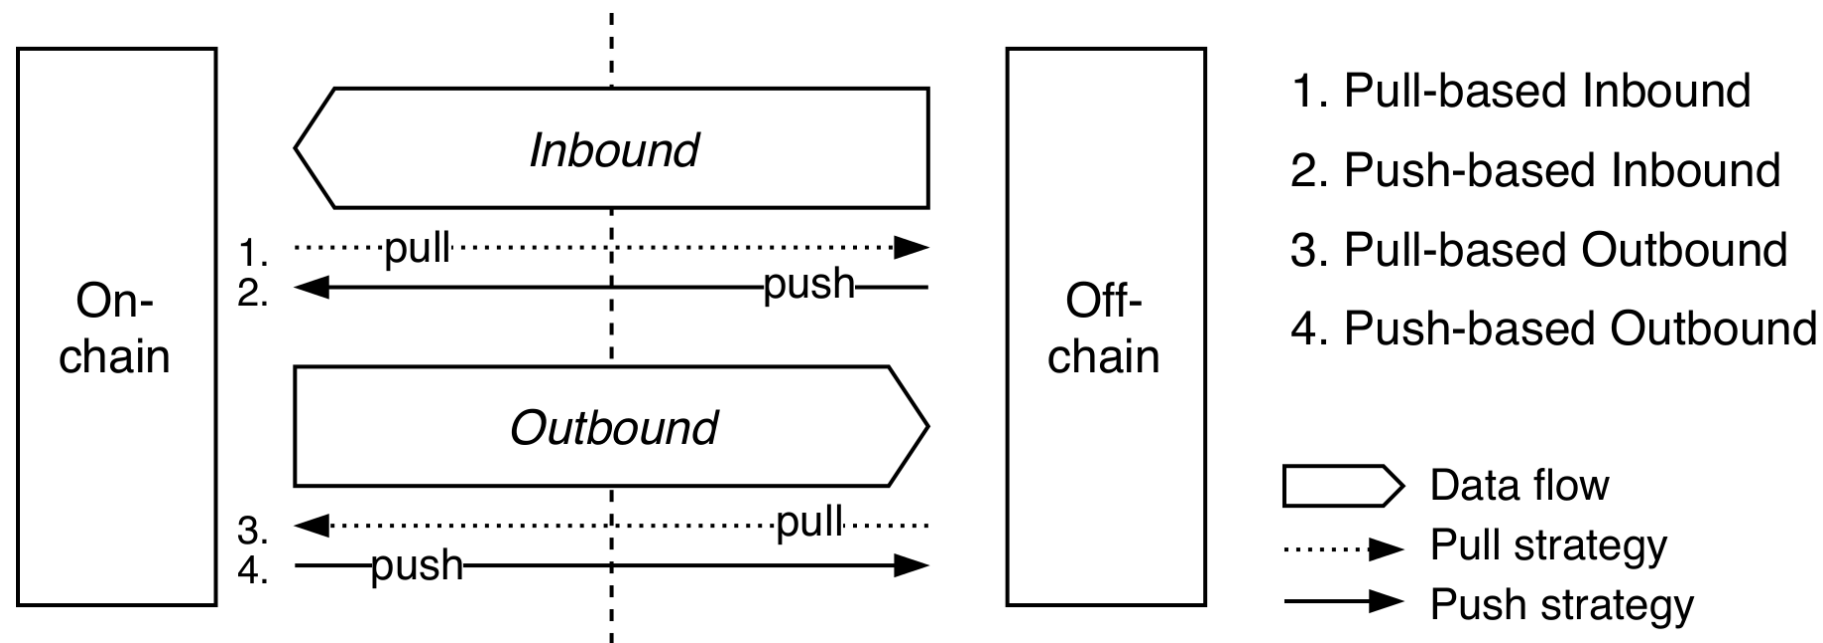 On-
chain
Inbound
1. pull
2. push
Outbound
3. pull
4. push
Off-
chain
1. Pull-based Inbound
2. Push-based Inbound
3. Pull-based Outbound
4. Push-based Outbound
Data flow
Pull strategy
Push strategy